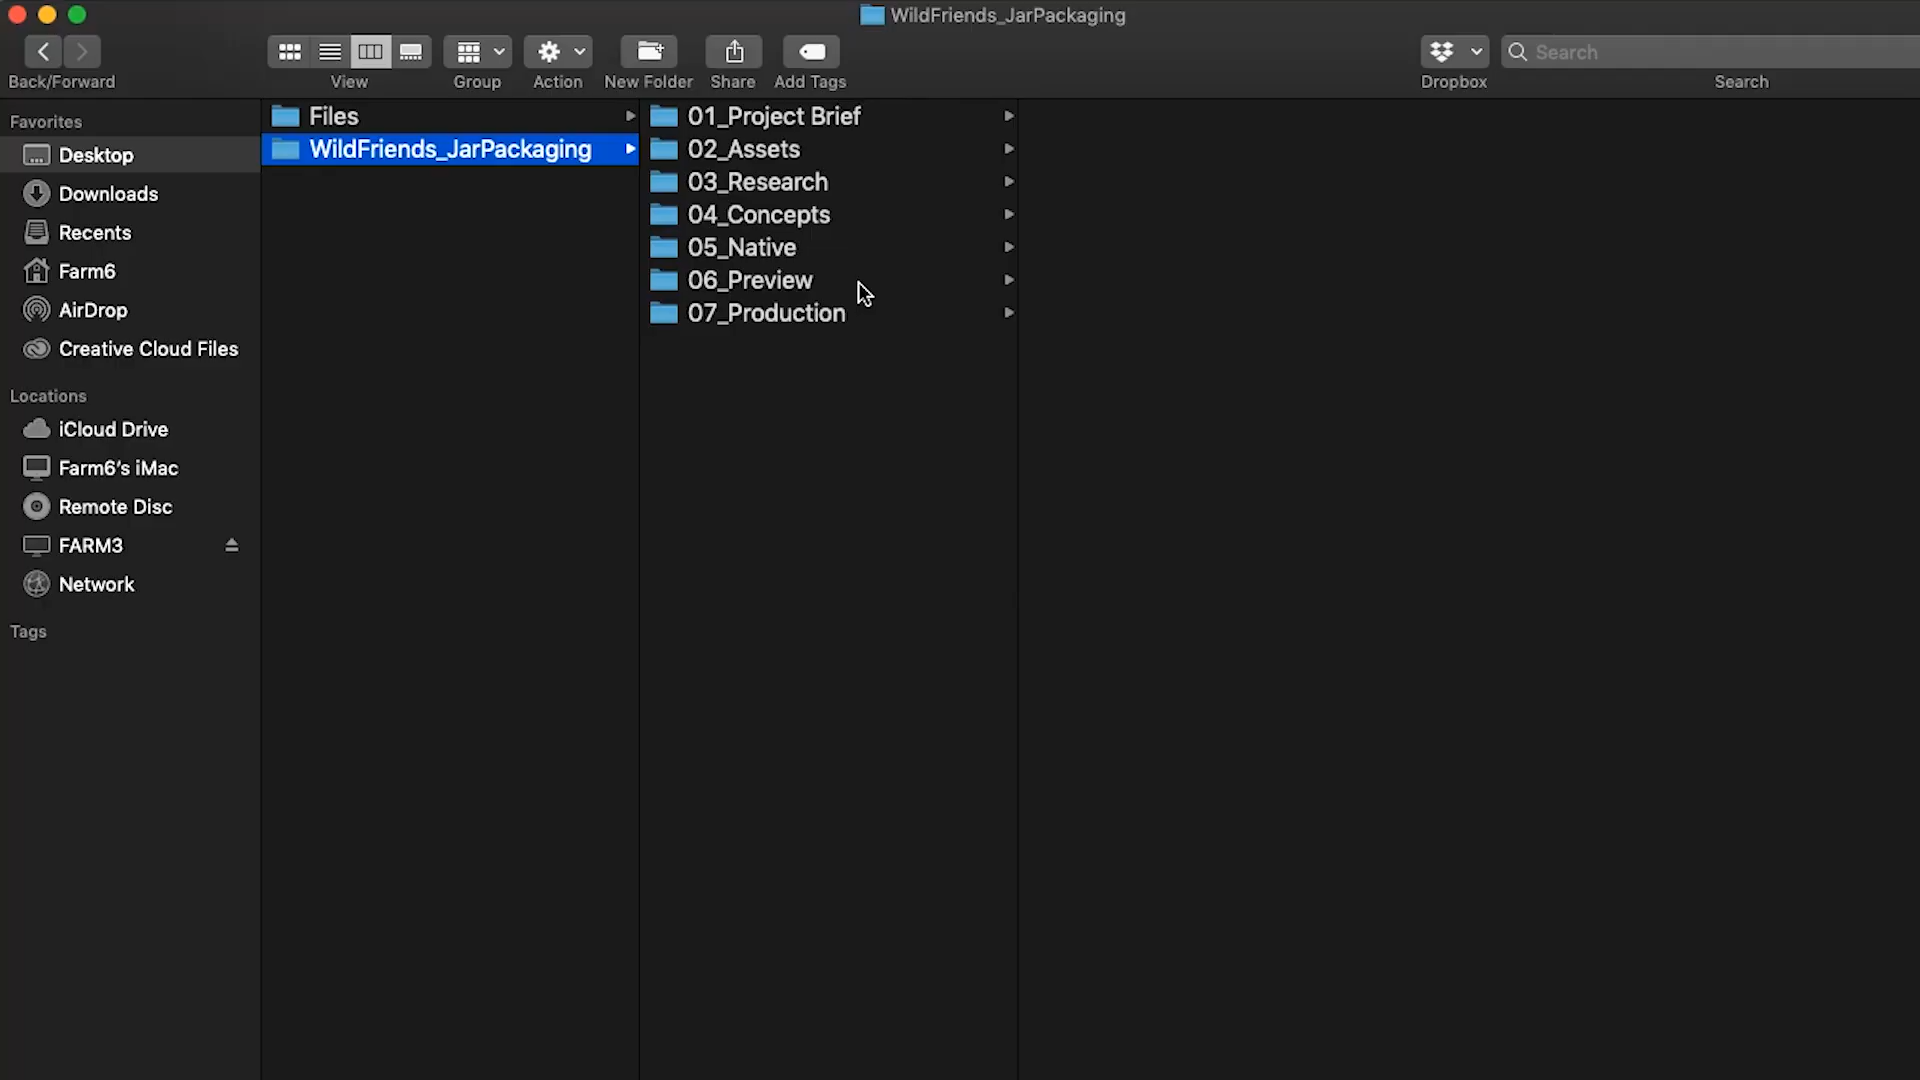 WildFriends_JarPackaging
Search
Back/Forward
View
Group
Action
New Folder
Share
Add Tags
Dropbox
Search
Favorites
Desktop
Downloads
Recents
Farm6
AirDrop
Creative Cloud Files
Locations
iCloud Drive
Farm6's iMac
Remote Disc
FARM3
Network
Tags
Files
WildFriends_JarPackaging
01_Project Brief
02_Assets
03_Research
04_Concepts
05_Native
06_Preview
07_Production